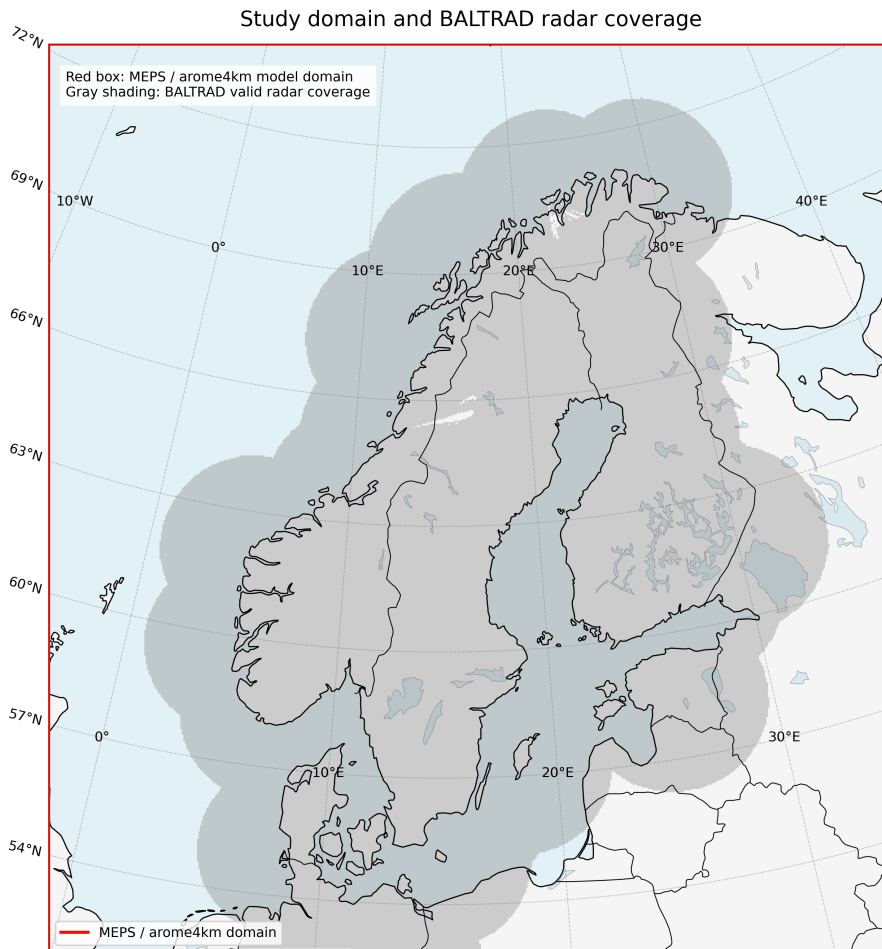 Study domain and BALTRAD radar coverage
72°N
Red box: MEPS / arome4km model domain
Gray shading: BALTRAD valid radar coverage
69°N
10°W
40°E
0°
30°E
10°E
20°E
66°N
63°N
60°N
57°N
0°
30°E
10°E
20°E
54°N
MEPS / arome4km domain